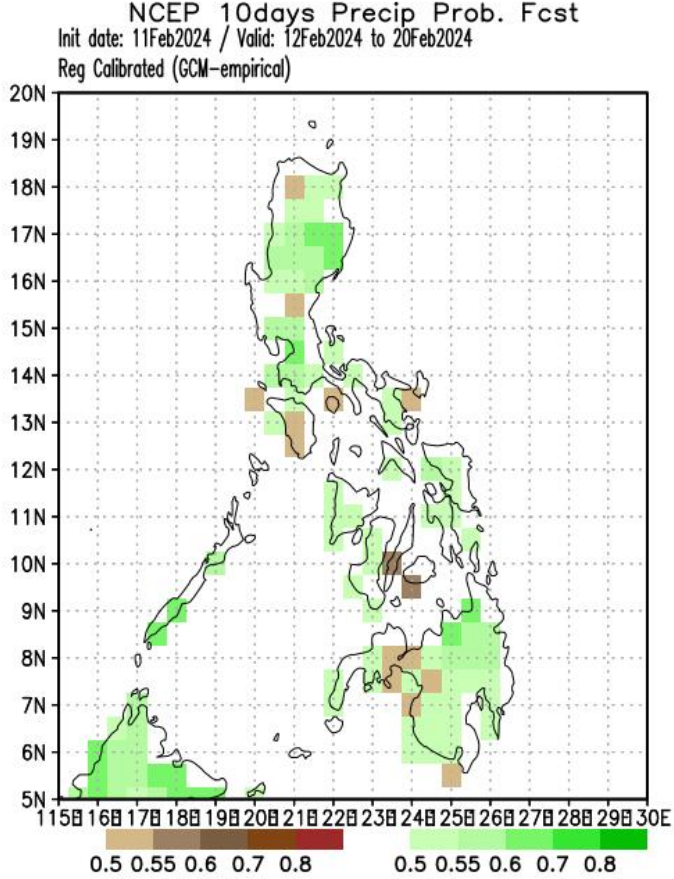 NCEP 10days Precip Prob. Fcst
Init date: 11Feb2024 / Valid: 12Feb2024 to 20Feb2024
Reg Calibrated (GCM-empirical)
20N
19N
18N
17N
16N
15N
14N
13N
12N
11N
10N
9N
8N
7N
6N
5N
115E 116E 117E 118E 119E 120E 121E 122E 123E 124E 125E 126E 127E 128E 129E 130E
0.5 0.55 0.6 0.7 0.8 0.5 0.55 0.6 0.7 0.8